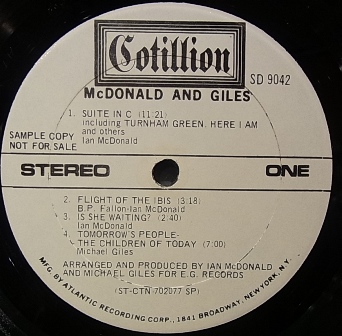 Cotillion
SD 9042
McDONALD AND GILES
1. SUITE IN C (11:21)
including TURNHAM GREEN, HERE I AM
and others
Ian McDonald
SAMPLE COPY
NOT FOR SALE
STEREO
ONE
2. FLIGHT OF THE IBIS (3:18)
B.P. Fallon-Ian McDonald
3. IS SHE WAITING? (2:40)
Ian McDonald
4. TOMORROW'S PEOPLE-
THE CHILDREN OF TODAY (7:00)
Michael Giles
ARRANGED AND PRODUCED BY IAN McDONALD
AND MICHAEL GILES FOR E.G. RECORDS
(ST-CTN 702077 SP)
MFG. BY ATLANTIC RECORDING CORP., 1841 BROADWAY, NEW YORK, N.Y.